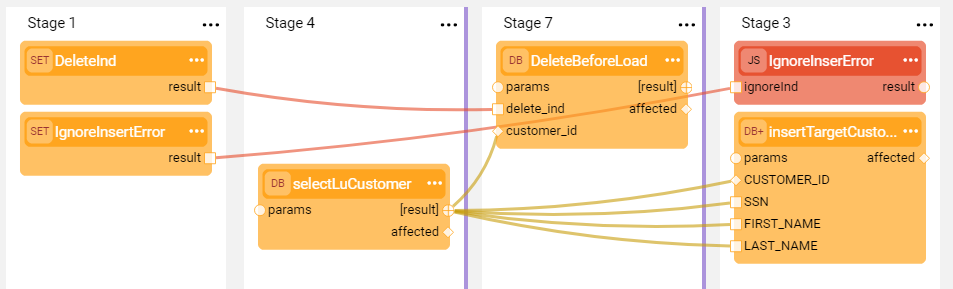 Stage 1
...
SET DeleteInd ...
result
SET IgnoreInsertError ...
result
Stage 4
...
DB selectLuCustomer ...
params [result]
affected
Stage 7
...
DB DeleteBeforeLoad ...
params [result]
delete_ind affected
customer_id
Stage 3
...
JS IgnoreInserError ...
ignoreInd result
DB+ insertTargetCusto... ...
params affected
CUSTOMER_ID
SSN
FIRST_NAME
LAST_NAME